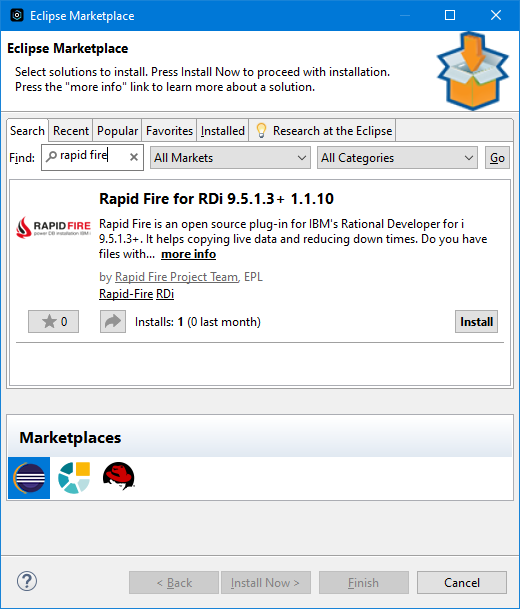 Eclipse Marketplace
Eclipse Marketplace
Select solutions to install. Press Install Now to proceed with installation.
Press the "more info" link to learn more about a solution.
Search Recent Popular Favorites Installed Research at the Eclipse
Find: rapid fire All Markets All Categories Go
Rapid Fire for RDi 9.5.1.3+ 1.1.10
RAPIDFIRE
power DB installation IBM i
Rapid Fire is an open source plug-in for IBM's Rational Developer for i
9.5.1.3+. It helps copying live data and reducing down times. Do you have
files with... more info
by Rapid Fire Project Team, EPL
Rapid-Fire RDi
0 Installs: 1 (0 last month) Install
Marketplaces
? < Back Install Now > Finish Cancel